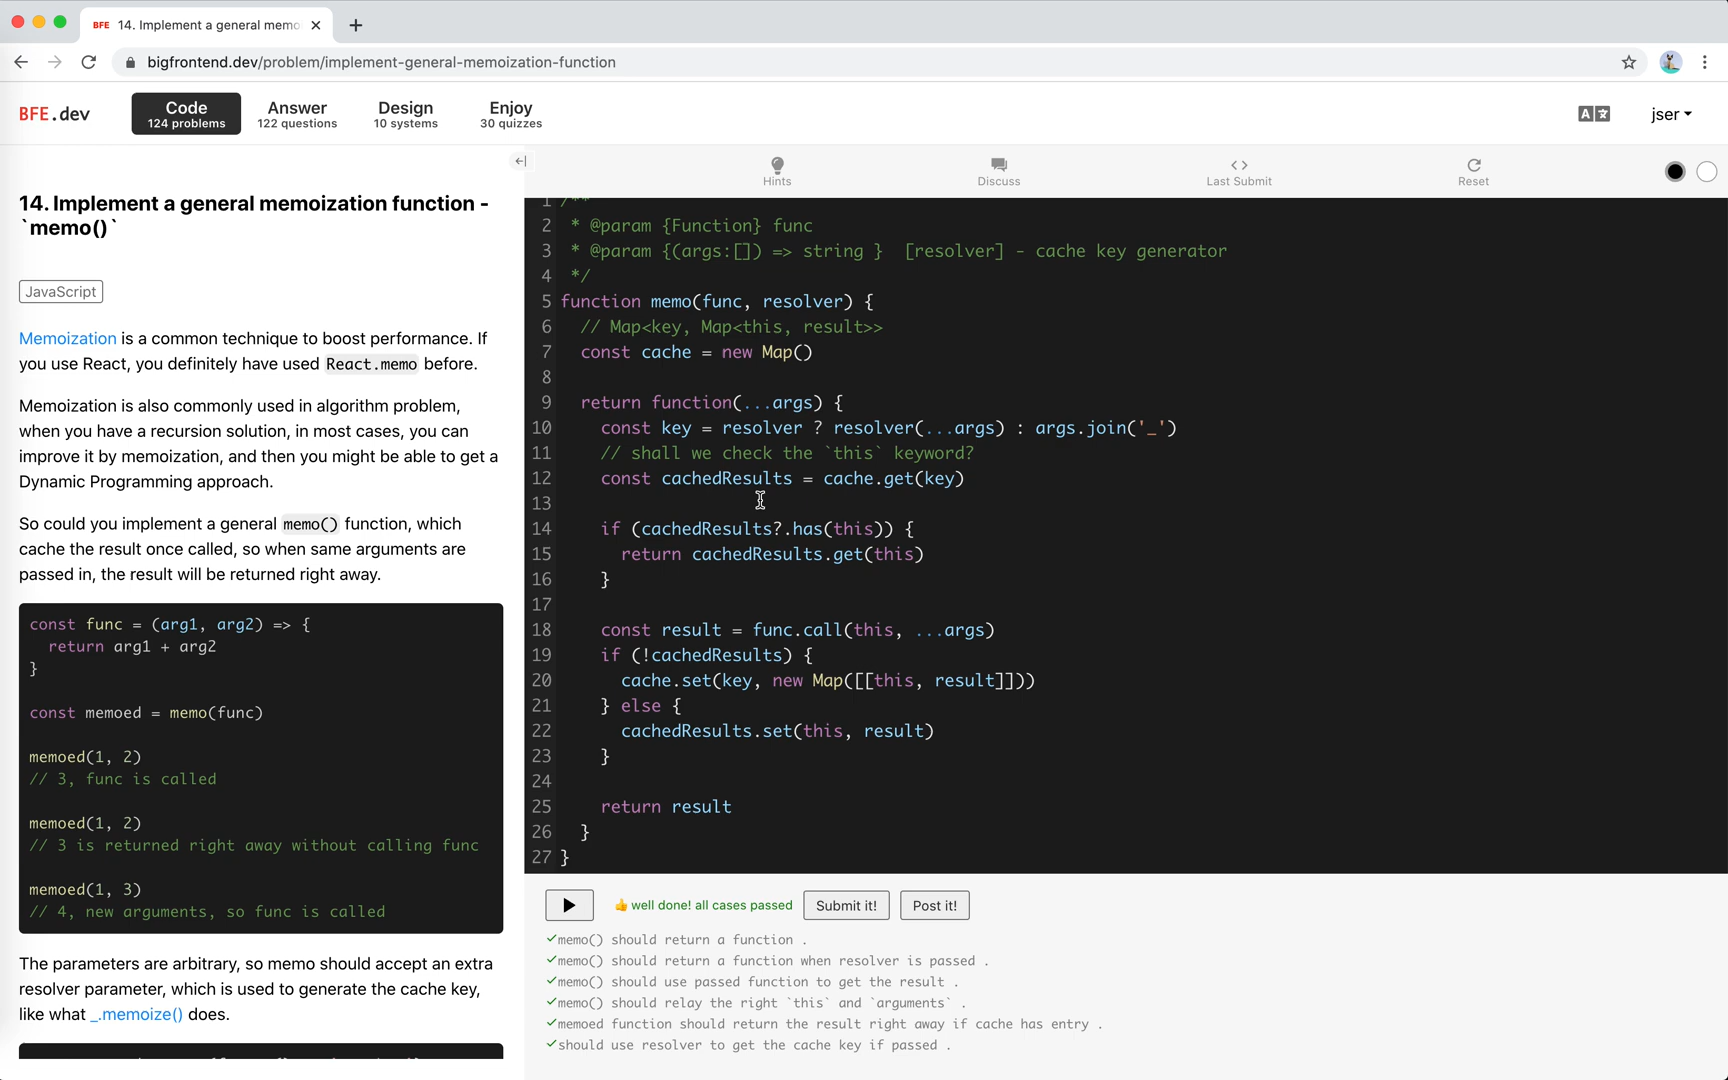 BFE 14. Implement a general memo
bigfrontend.dev/problem/implement-general-memoization-function
BFE.dev
Code
124 problems
Answer
122 questions
Design
10 systems
Enjoy
30 quizzes
A文
jser
14. Implement a general memoization function -
`memo()`
JavaScript
Memoization is a common technique to boost performance. If
you use React, you definitely have used React.memo before.
Memoization is also commonly used in algorithm problem,
when you have a recursion solution, in most cases, you can
improve it by memoization, and then you might be able to get a
Dynamic Programming approach.
So could you implement a general memo() function, which
cache the result once called, so when same arguments are
passed in, the result will be returned right away.
const func = (arg1, arg2) => {
  return arg1 + arg2
}
const memoed = memo(func)
memoed(1, 2)
// 3, func is called
memoed(1, 2)
// 3 is returned right away without calling func
memoed(1, 3)
// 4, new arguments, so func is called
The parameters are arbitrary, so memo should accept an extra
resolver parameter, which is used to generate the cache key,
like what _.memoize() does.
Hints
Discuss
Last Submit
Reset
1 /**
2  * @param {Function} func
3  * @param {(args:[]) => string }  [resolver] - cache key generator
4  */
5 function memo(func, resolver) {
6   // Map<key, Map<this, result>>
7   const cache = new Map()
8
9   return function(...args) {
10     const key = resolver ? resolver(...args) : args.join('_')
11     // shall we check the `this` keyword?
12     const cachedResults = cache.get(key)
13
14     if (cachedResults?.has(this)) {
15       return cachedResults.get(this)
16     }
17
18     const result = func.call(this, ...args)
19     if (!cachedResults) {
20       cache.set(key, new Map([[this, result]]))
21     } else {
22       cachedResults.set(this, result)
23     }
24
25     return result
26   }
27 }
👍 well done! all cases passed
Submit it!
Post it!
✓memo() should return a function .
✓memo() should return a function when resolver is passed .
✓memo() should use passed function to get the result .
✓memo() should relay the right `this` and `arguments` .
✓memoed function should return the result right away if cache has entry .
✓should use resolver to get the cache key if passed .